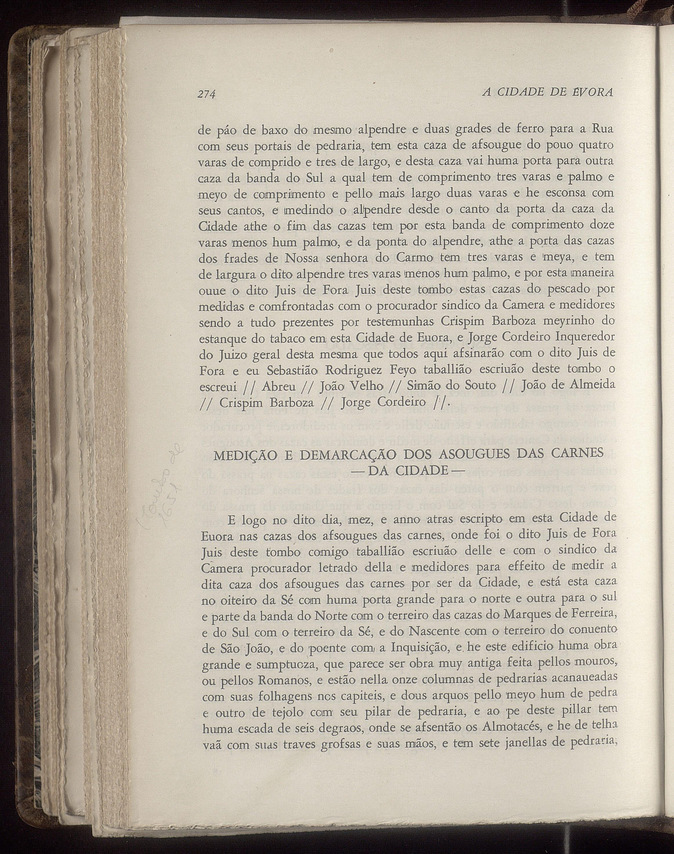 274 A CIDADE DE ÉVORA
de páo de baxo do mesmo alpendre e duas grades de ferro para a Rua
com seus portais de pedraria, tem esta caza de afsougue do pouo quatro
varas de comprido e tres de largo, e desta caza vai huma porta para outra
caza da banda do Sul a qual tem de comprimento tres varas e palmo e
meyo de comprimento e pello mais largo duas varas e he esconsa com
seus cantos, e medindo o alpendre desde o canto da porta da caza da
Cidade athe o fim das cazas tem por esta banda de comprimento doze
varas menos hum palmo, e da ponta do alpendre, athe a porta das cazas
dos frades de Nossa senhora do Carmo tem tres varas e meya, e tem
de largura o dito alpendre tres varas menos hum palmo, e por esta maneira
ouue o dito Juis de Fora Juis deste tombo estas cazas do pescado por
medidas e comfrontadas com o procurador sindico da Camera e medidores
sendo a tudo prezentes por testemunhas Crispim Barboza meyrinho do
estanque do tabaco em esta Cidade de Euora, e Jorge Cordeiro Inqueredor
do Juizo geral desta mesma que todos aqui afsinarão com o dito Juis de
Fora e eu Sebastião Rodriguez Feyo taballião escriuão deste tombo o
escreui // Abreu // João Velho // Simão do Souto // João de Almeida
// Crispim Barboza // Jorge Cordeiro //.
MEDIÇÃO E DEMARCAÇÃO DOS ASOUGUES DAS CARNES
— DA CIDADE —
E logo no dito dia, mez, e anno atras escripto em esta Cidade de
Euora nas cazas dos afsougues das carnes, onde foi o dito Juis de Fora
Juis deste tombo comigo taballião escriuão delle e com o sindico da
Camera procurador letrado della e medidores para effeito de medir a
dita caza dos afsougues das carnes por ser da Cidade, e está esta caza
no oiteiro da Sé com huma porta grande para o norte e outra para o sul
e parte da banda do Norte com o terreiro das cazas do Marques de Ferreira,
e do Sul com o terreiro da Sé, e do Nascente com o terreiro do conuento
de São João, e do poente com a Inquisição, e he este edificio huma obra
grande e sumptuoza, que parece ser obra muy antiga feita pellos mouros,
ou pellos Romanos, e estão nella onze columnas de pedrarias acanaueadas
com suas folhagens nos capiteis, e dous arquos pello meyo hum de pedra
e outro de tejolo com seu pilar de pedraria, e ao pe deste pillar tem
huma escada de seis degraos, onde se afsentão os Almotacés, e he de telha
vaã com suas traves grofsas e suas mãos, e tem sete janellas de pedraria,